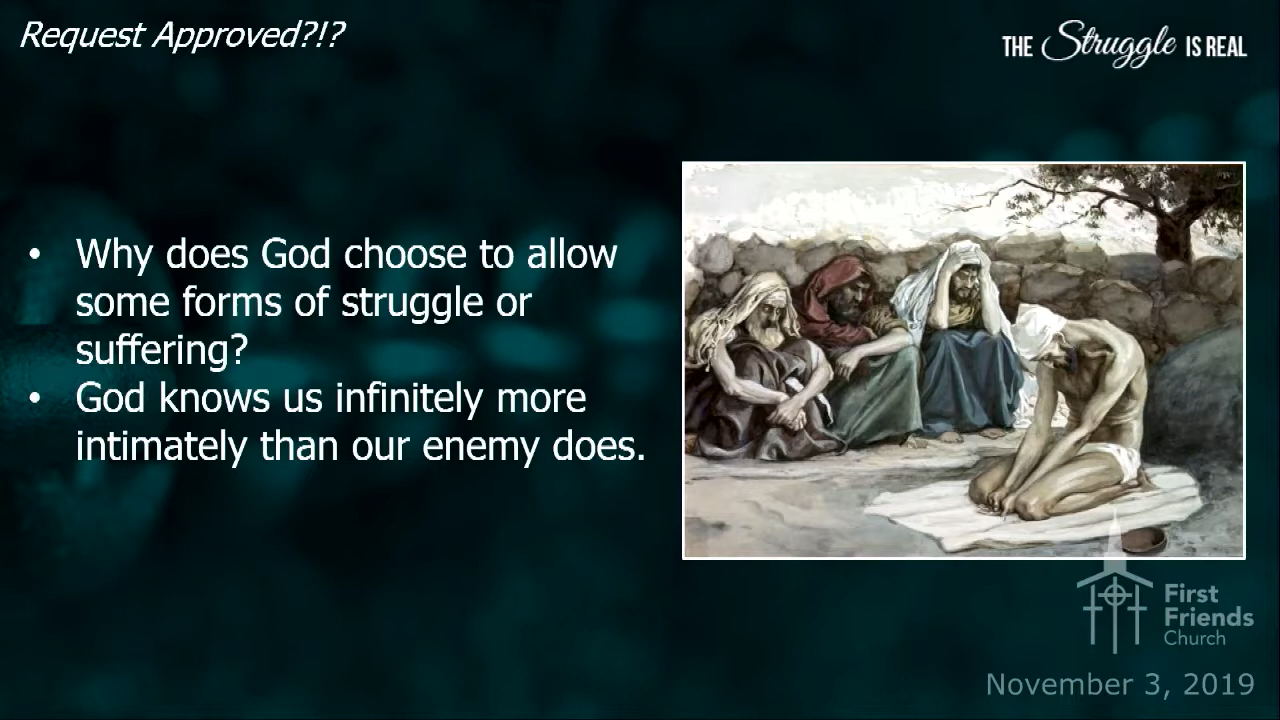 Request Approved?!?
THE Struggle IS REAL
• Why does God choose to allow
some forms of struggle or
suffering?
• God knows us infinitely more
intimately than our enemy does.
First
Friends
Church
November 3, 2019